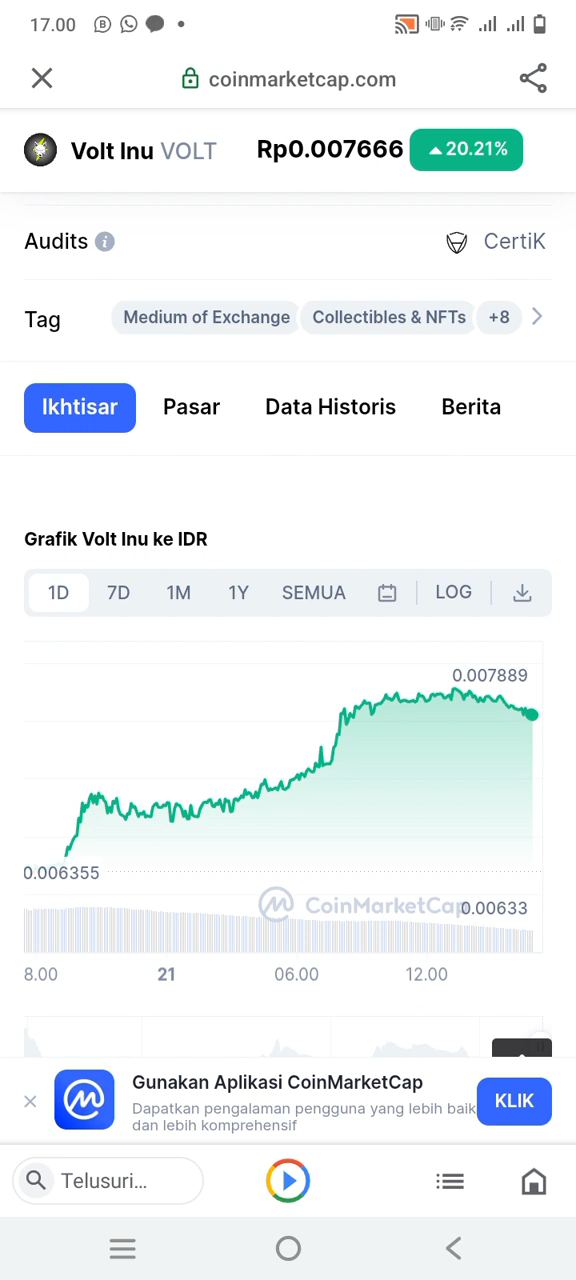 17.00
coinmarketcap.com
Volt Inu VOLT Rp0.007666 20.21%
Audits CertiK
Tag Medium of Exchange Collectibles & NFTs +8
Ikhtisar Pasar Data Historis Berita
Grafik Volt Inu ke IDR
1D 7D 1M 1Y SEMUA LOG
0.007889
0.006355
CoinMarketCap 0.00633
8.00 21 06.00 12.00
Gunakan Aplikasi CoinMarketCap
Dapatkan pengalaman pengguna yang lebih baik
dan lebih komprehensif
KLIK
Telusuri...